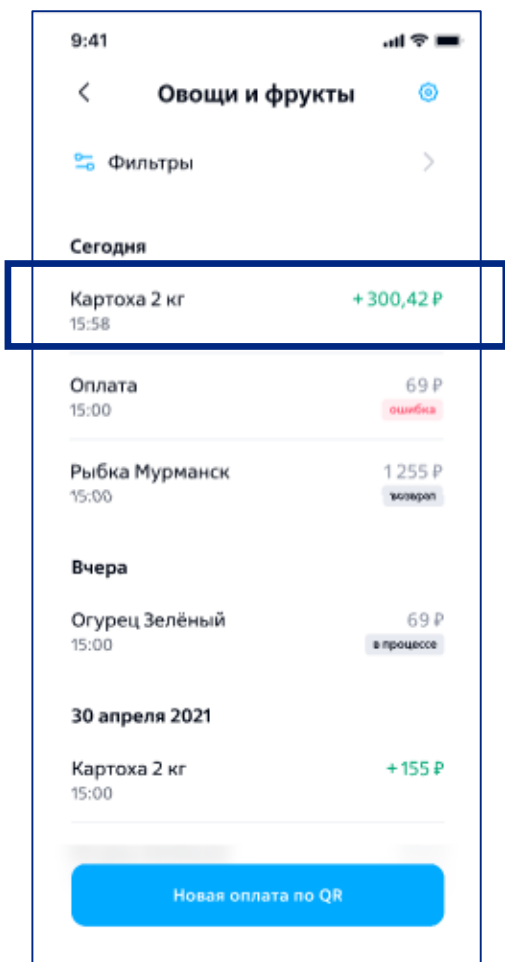 9:41
Овощи и фрукты
Фильтры
Сегодня
Картоха 2 кг +300,42 ₽
15:58
Оплата 69 ₽
15:00 ошибка
Рыбка Мурманск 1 255 ₽
15:00 возврат
Вчера
Огурец Зелёный 69 ₽
15:00 в процессе
30 апреля 2021
Картоха 2 кг +155 ₽
15:00
Новая оплата по QR